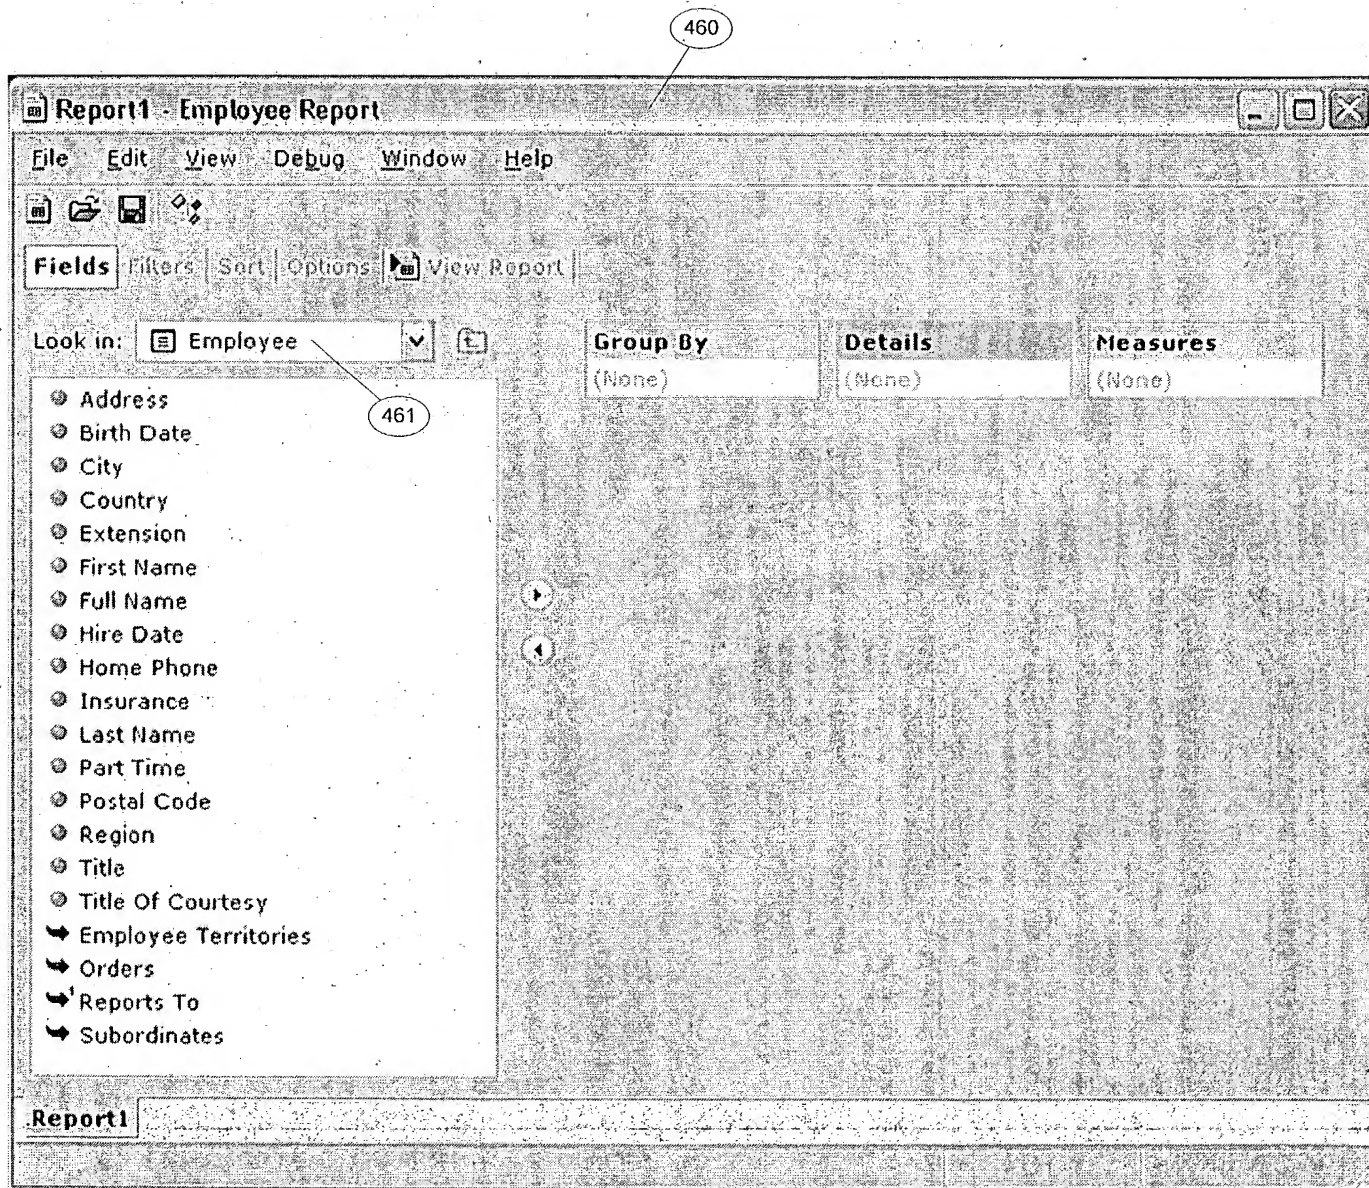 460
Report1 - Employee Report
File Edit View Debug Window Help
Fields Filters Sort Options View Report
Look in: Employee
461
Group By Details Measures
(None) (None) (None)
Address
Birth Date
City
Country
Extension
First Name
Full Name
Hire Date
Home Phone
Insurance
Last Name
Part Time
Postal Code
Region
Title
Title Of Courtesy
Employee Territories
Orders
1 Reports To
Subordinates
Report1